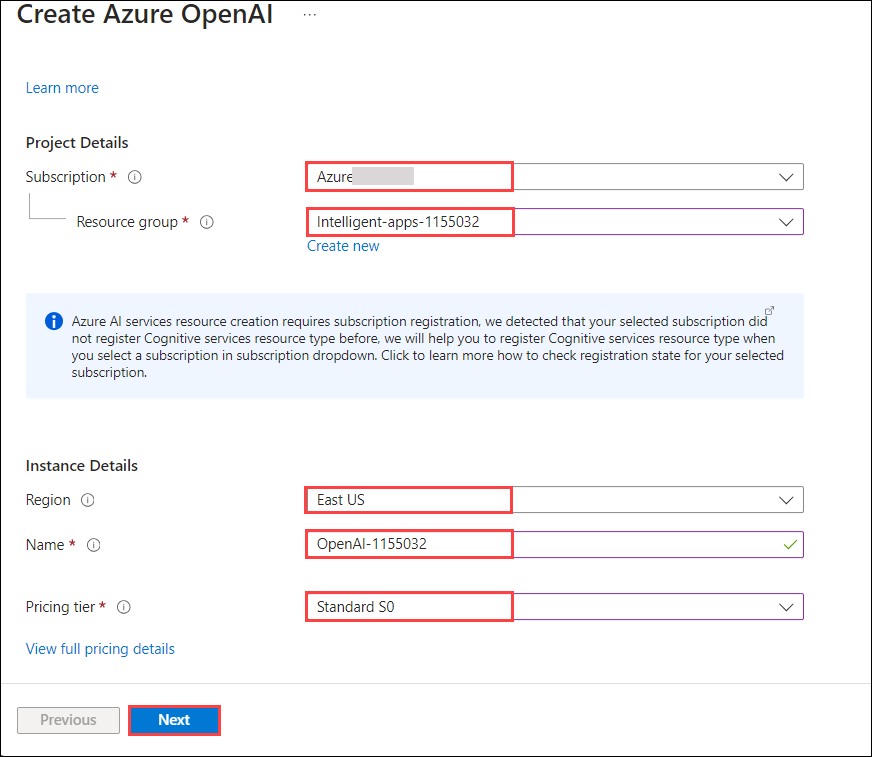 Create Azure OpenAI ...
Learn more
Project Details
Subscription *
Azure
Resource group *
Intelligent-apps-1155032
Create new
Azure AI services resource creation requires subscription registration, we detected that your selected subscription did
not register Cognitive services resource type before, we will help you to register Cognitive services resource type when
you select a subscription in subscription dropdown. Click to learn more how to check registration state for your selected
subscription.
Instance Details
Region
East US
Name *
OpenAI-1155032
Pricing tier *
Standard S0
View full pricing details
Previous
Next